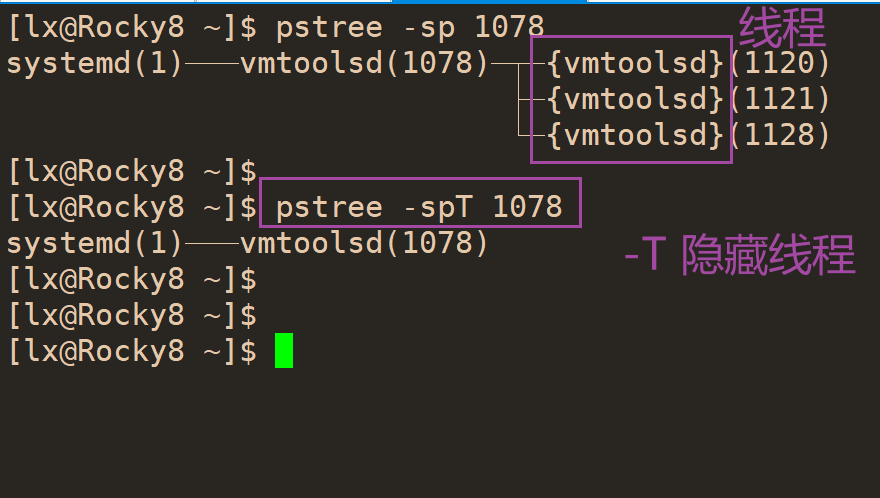 [lx@Rocky8 ~]$ pstree -sp 1078
线程
systemd(1)───vmtoolsd(1078)─┬─{vmtoolsd}(1120)
├─{vmtoolsd}(1121)
└─{vmtoolsd}(1128)
[lx@Rocky8 ~]$
[lx@Rocky8 ~]$ pstree -spT 1078
systemd(1)───vmtoolsd(1078)
-T 隐藏线程
[lx@Rocky8 ~]$
[lx@Rocky8 ~]$
[lx@Rocky8 ~]$